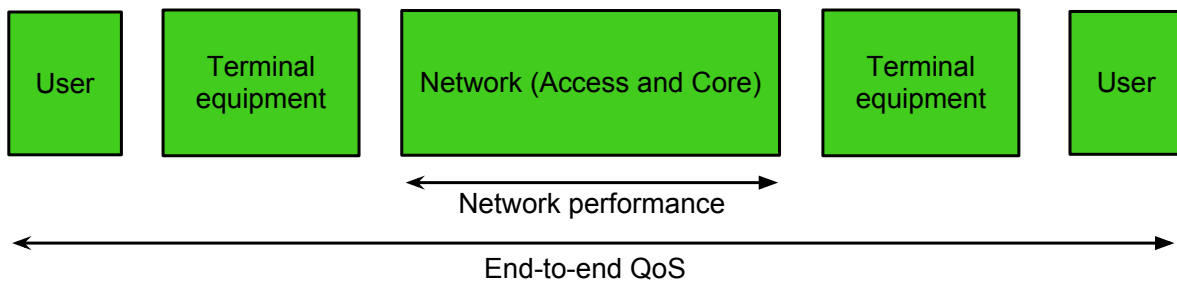 User
Terminal
equipment
Network (Access and Core)
Terminal
equipment
User
Network performance
End-to-end QoS